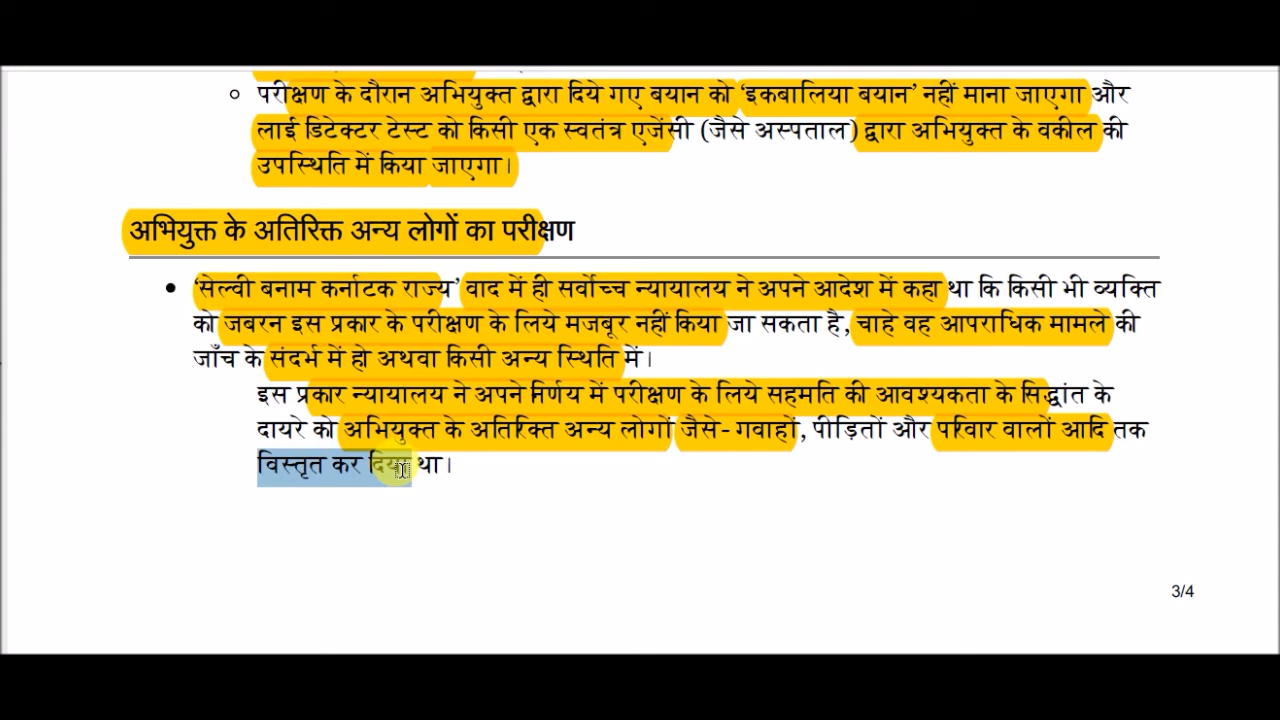 परीक्षण के दौरान अभियुक्त द्वारा दिये गए बयान को ‘इकबालिया बयान’ नहीं माना जाएगा और
लाई डिटेक्टर टेस्ट को किसी एक स्वतंत्र एजेंसी (जैसे अस्पताल) द्वारा अभियुक्त के वकील की
उपस्थिति में किया जाएगा।
अभियुक्त के अतिरिक्त अन्य लोगों का परीक्षण
‘सेल्वी बनाम कर्नाटक राज्य’ वाद में ही सर्वोच्च न्यायालय ने अपने आदेश में कहा था कि किसी भी व्यक्ति
को जबरन इस प्रकार के परीक्षण के लिये मजबूर नहीं किया जा सकता है, चाहे वह आपराधिक मामले की
जाँच के संदर्भ में हो अथवा किसी अन्य स्थिति में।
इस प्रकार न्यायालय ने अपने निर्णय में परीक्षण के लिये सहमति की आवश्यकता के सिद्धांत के
दायरे को अभियुक्त के अतिरिक्त अन्य लोगों जैसे- गवाहों, पीड़ितों और परिवार वालों आदि तक
विस्तृत कर दिया था।
3/4